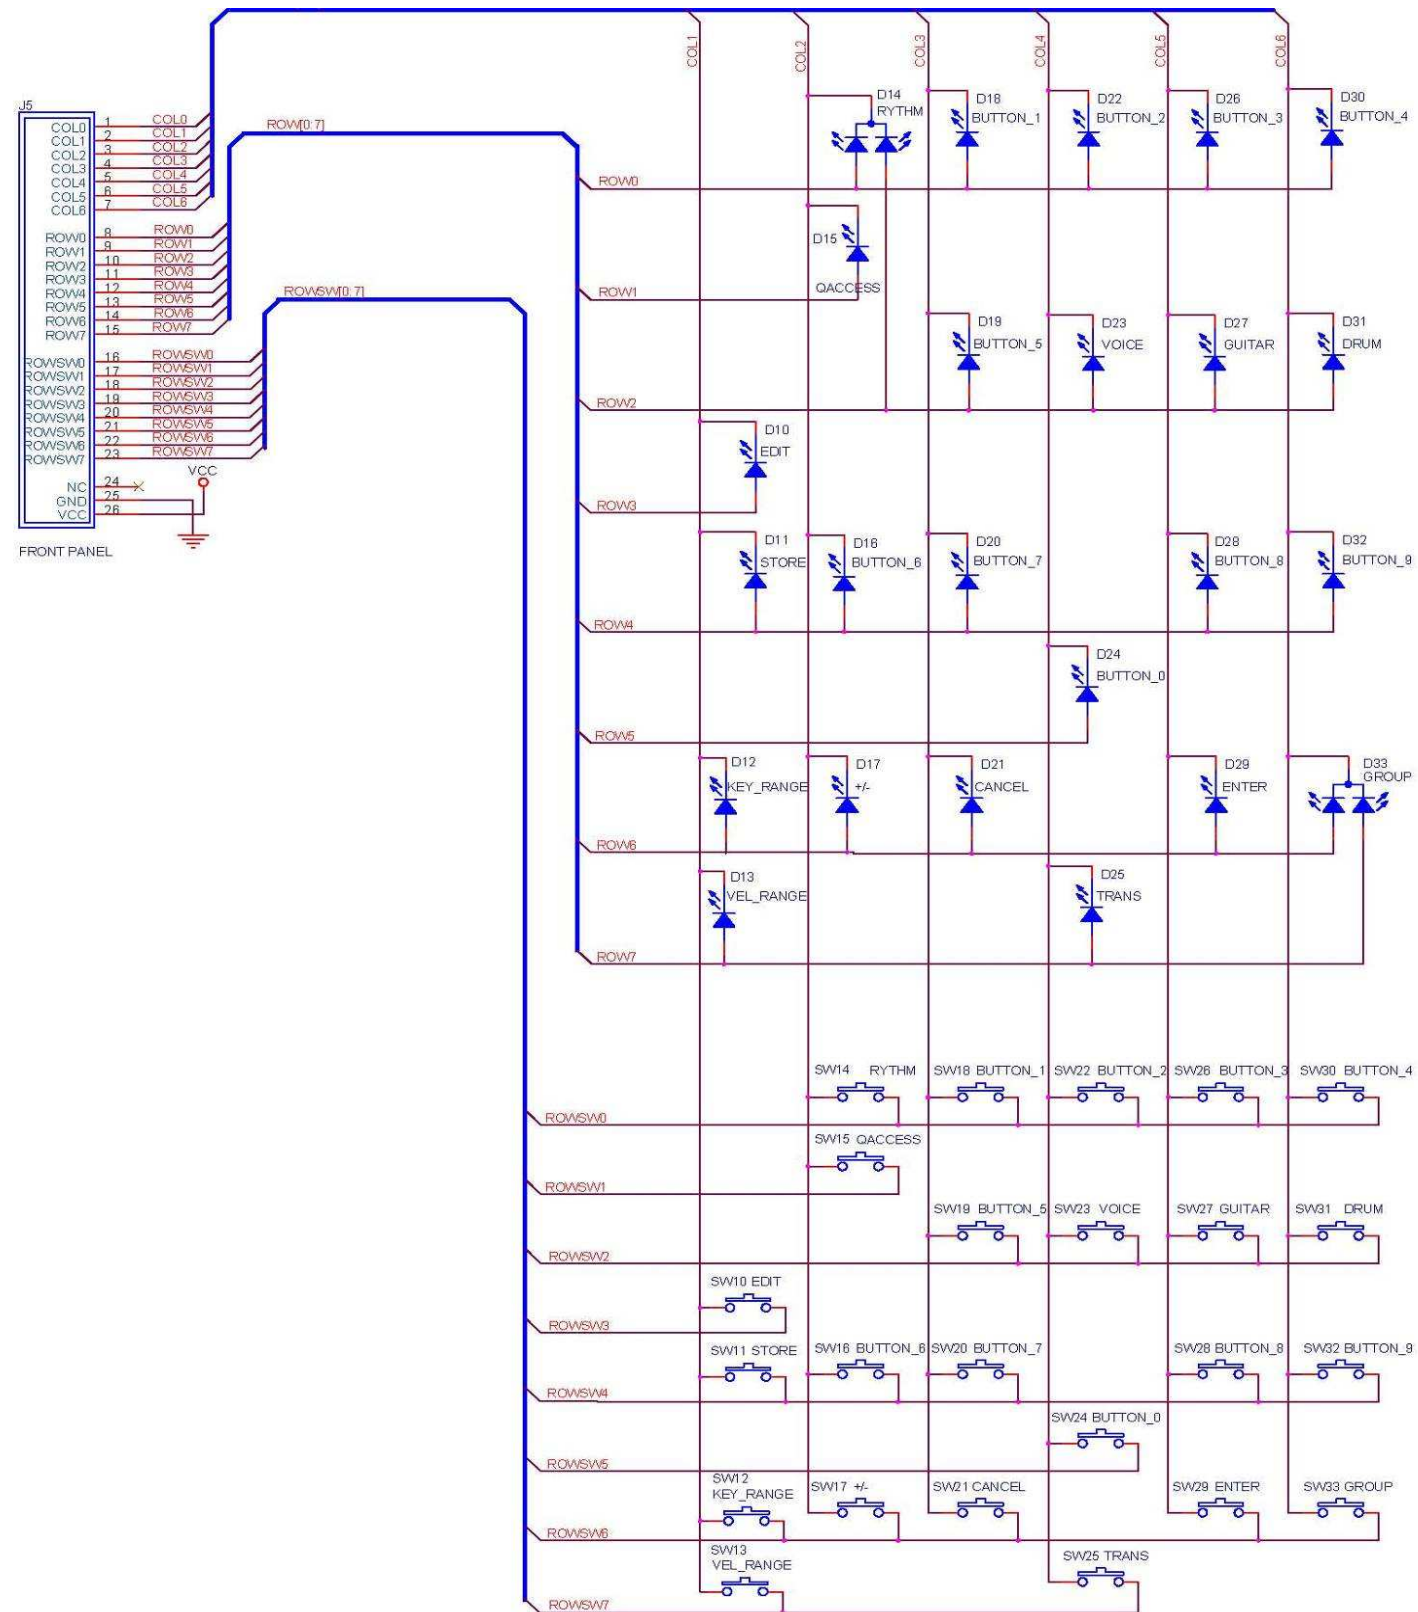 COL1
COL2
COL3
COL4
COL5
COL6
J5
COL0 1 COL0
COL1 2 COL1
COL2 3 COL2
COL3 4 COL3
COL4 5 COL4
COL5 6 COL5
COL6 7 COL6
ROW0 8 ROW0
ROW1 9 ROW1
ROW2 10 ROW2
ROW3 11 ROW3
ROW4 12 ROW4
ROW5 13 ROW5
ROW6 14 ROW6
ROW7 15 ROW7
ROWSW0 16 ROWSW0
ROWSW1 17 ROWSW1
ROWSW2 18 ROWSW2
ROWSW3 19 ROWSW3
ROWSW4 20 ROWSW4
ROWSW5 21 ROWSW5
ROWSW6 22 ROWSW6
ROWSW7 23 ROWSW7
VCC
NC 24
GND 25
VCC 26
FRONT PANEL
ROW[0:7]
ROWSW[0:7]
D14
RYTHM
D18
BUTTON_1
D22
BUTTON_2
D26
BUTTON_3
D30
BUTTON_4
ROW0
D15
QACCESS
ROW1
D19
BUTTON_5
D23
VOICE
D27
GUITAR
D31
DRUM
ROW2
D10
EDIT
ROW3
D11
STORE
D16
BUTTON_6
D20
BUTTON_7
D28
BUTTON_8
D32
BUTTON_9
ROW4
D24
BUTTON_0
ROW5
D12
KEY_RANGE
D17
+/-
D21
CANCEL
D29
ENTER
D33
GROUP
ROW6
D13
VEL_RANGE
D25
TRANS
ROW7
SW14 RYTHM
SW18 BUTTON_1
SW22 BUTTON_2
SW26 BUTTON_3
SW30 BUTTON_4
ROWSW0
SW15 QACCESS
ROWSW1
SW19 BUTTON_5
SW23 VOICE
SW27 GUITAR
SW31 DRUM
ROWSW2
SW10 EDIT
ROWSW3
SW11 STORE
SW16 BUTTON_6
SW20 BUTTON_7
SW28 BUTTON_8
SW32 BUTTON_9
ROWSW4
SW24 BUTTON_0
ROWSW5
SW12
KEY_RANGE
SW17 +/-
SW21 CANCEL
SW29 ENTER
SW33 GROUP
ROWSW6
SW13
VEL_RANGE
SW25 TRANS
ROWSW7